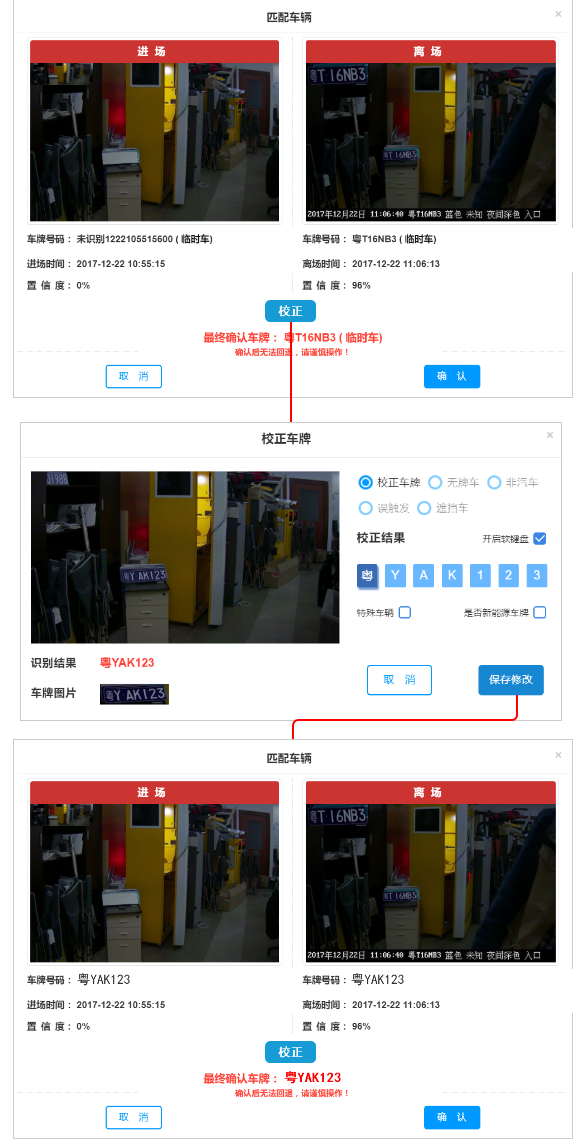 匹配车辆
×
进 场
离 场
粤T16NB3
粤T16NB3
2017年12月22日 11:06:40 粤T16NB3 蓝色 未知 夜间深色 入口
车牌号码： 未识别1222105515600 ( 临时车)
车牌号码： 粤T16NB3 ( 临时车)
进场时间： 2017-12-22 10:55:15
离场时间： 2017-12-22 11:06:13
置 信 度： 0%
置 信 度： 96%
校正
最终确认车牌： 粤T16NB3 ( 临时车)
确认后无法回退，请谨慎操作！
取 消
确 认
校正车牌
×
校正车牌
无牌车
非汽车
误触发
遮挡车
校正结果
开启软键盘
粤YAK123
粤 Y A K 1 2 3
特殊车辆
是否新能源车牌
识别结果 粤YAK123
车牌图片 粤Y AK123
取 消
保存修改
匹配车辆
×
进 场
离 场
粤T16NB3
粤T16NB3
2017年12月22日 11:06:40 粤T16NB3 蓝色 未知 夜间深色 入口
车牌号码： 粤YAK123
车牌号码： 粤YAK123
进场时间： 2017-12-22 10:55:15
离场时间： 2017-12-22 11:06:13
置 信 度： 0%
置 信 度： 96%
校正
最终确认车牌： 粤YAK123
确认后无法回退，请谨慎操作！
取 消
确 认